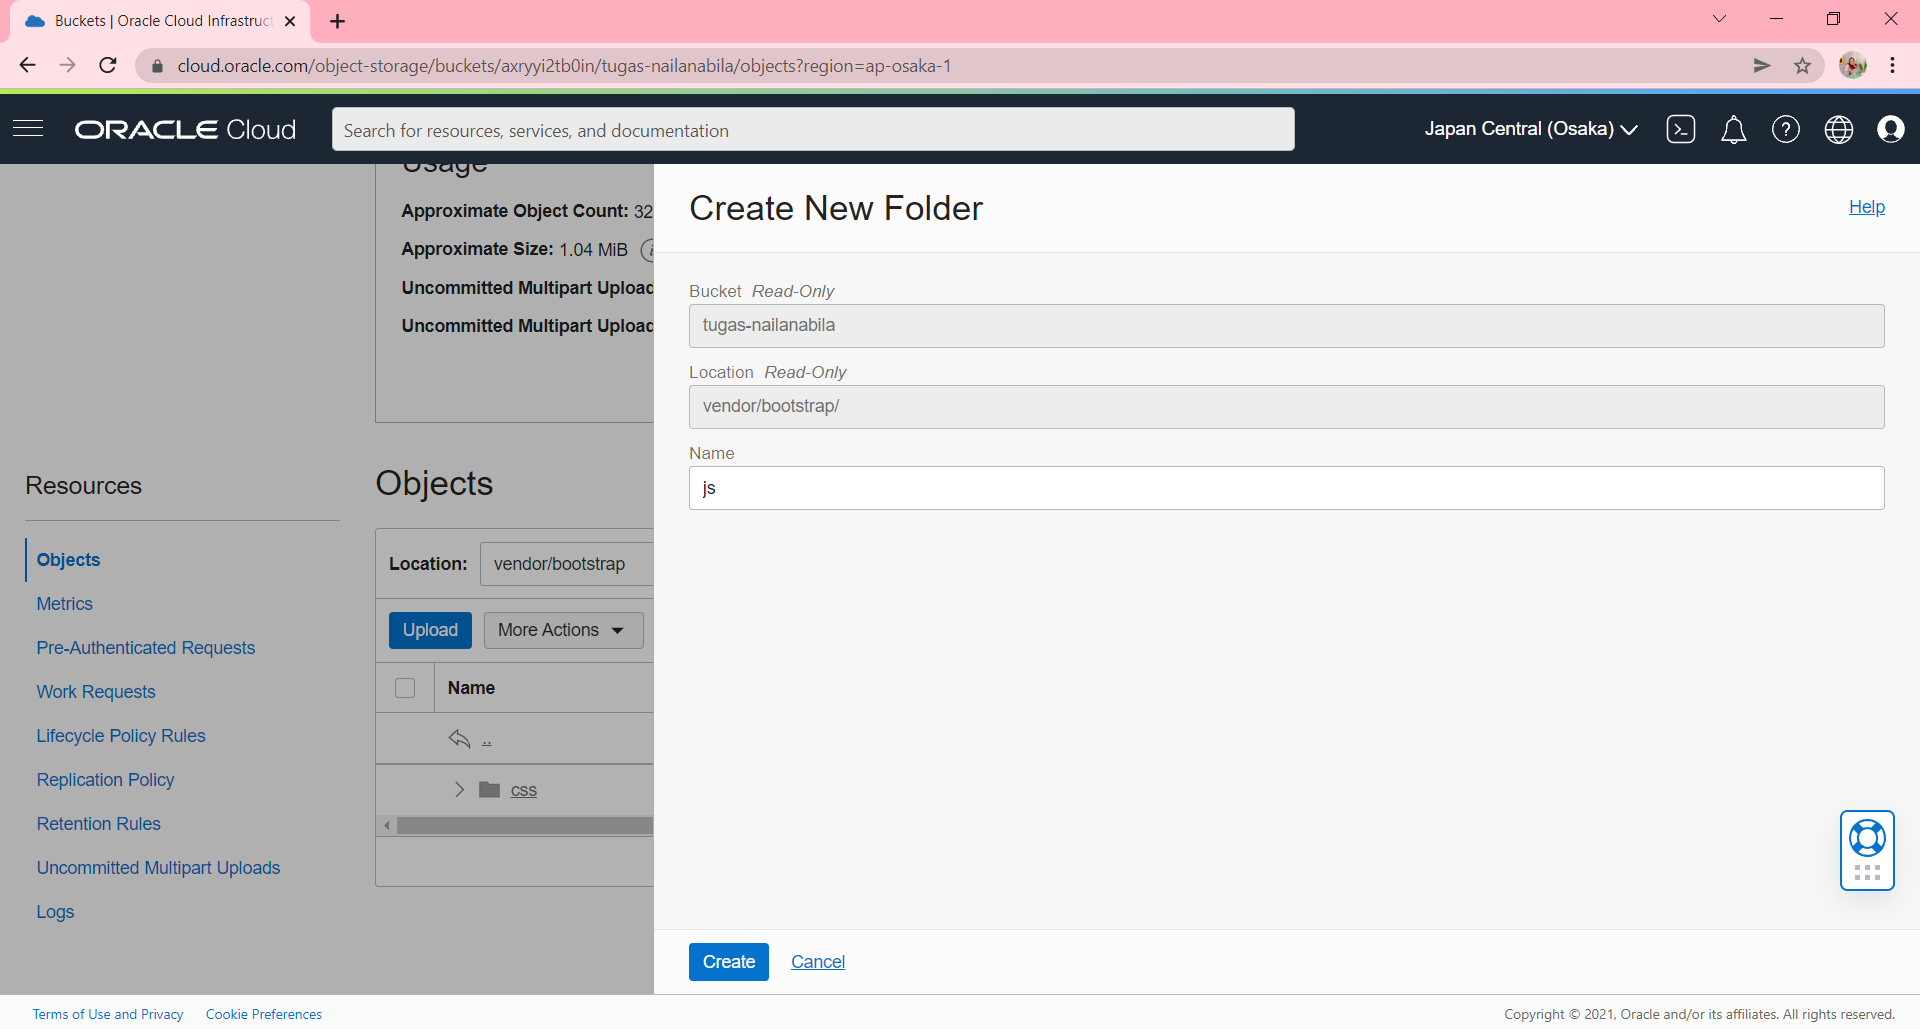 Buckets | Oracle Cloud Infrastruct
cloud.oracle.com/object-storage/buckets/axryyi2tb0in/tugas-nailanabila/objects?region=ap-osaka-1
ORACLE Cloud
Search for resources, services, and documentation
Japan Central (Osaka)
Usage
Approximate Object Count: 32
Approximate Size: 1.04 MiB
Uncommitted Multipart Upload
Uncommitted Multipart Upload
Resources
Objects
Metrics
Pre-Authenticated Requests
Work Requests
Lifecycle Policy Rules
Replication Policy
Retention Rules
Uncommitted Multipart Uploads
Logs
Objects
Location: vendor/bootstrap
Upload More Actions
Name
..
css
Create New Folder
Help
Bucket Read-Only
tugas-nailanabila
Location Read-Only
vendor/bootstrap/
Name
js
Create Cancel
Terms of Use and Privacy Cookie Preferences
Copyright © 2021, Oracle and/or its affiliates. All rights reserved.